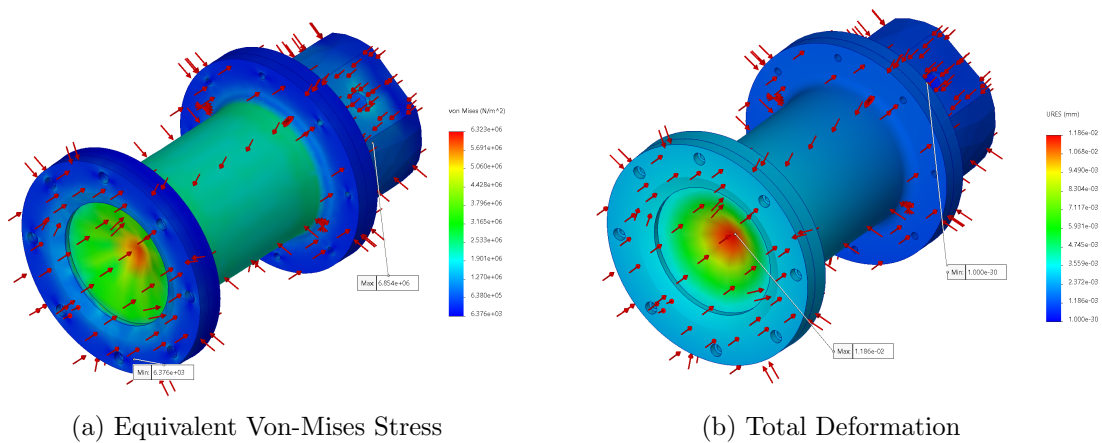 von Mises (N/m^2)
6.323e+06
5.691e+06
5.060e+06
4.428e+06
3.796e+06
3.165e+06
2.533e+06
1.901e+06
1.270e+06
6.380e+05
6.376e+03
Max: 6.854e+06
Min: 6.376e+03
(a) Equivalent Von-Mises Stress
URES (mm)
1.186e-02
1.068e-02
9.490e-03
8.304e-03
7.117e-03
5.931e-03
4.745e-03
3.559e-03
2.372e-03
1.186e-03
1.000e-30
Min: 1.000e-30
Max: 1.186e-02
(b) Total Deformation